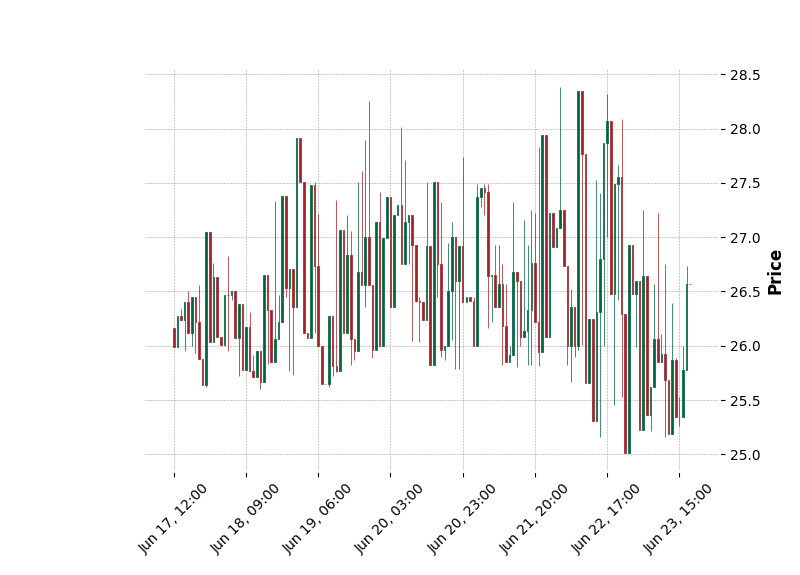 28.5
28.0
27.5
27.0
26.5
26.0
25.5
25.0
Price
Jun 17, 12:00
Jun 18, 09:00
Jun 19, 06:00
Jun 20, 03:00
Jun 20, 23:00
Jun 21, 20:00
Jun 22, 17:00
Jun 23, 15:00